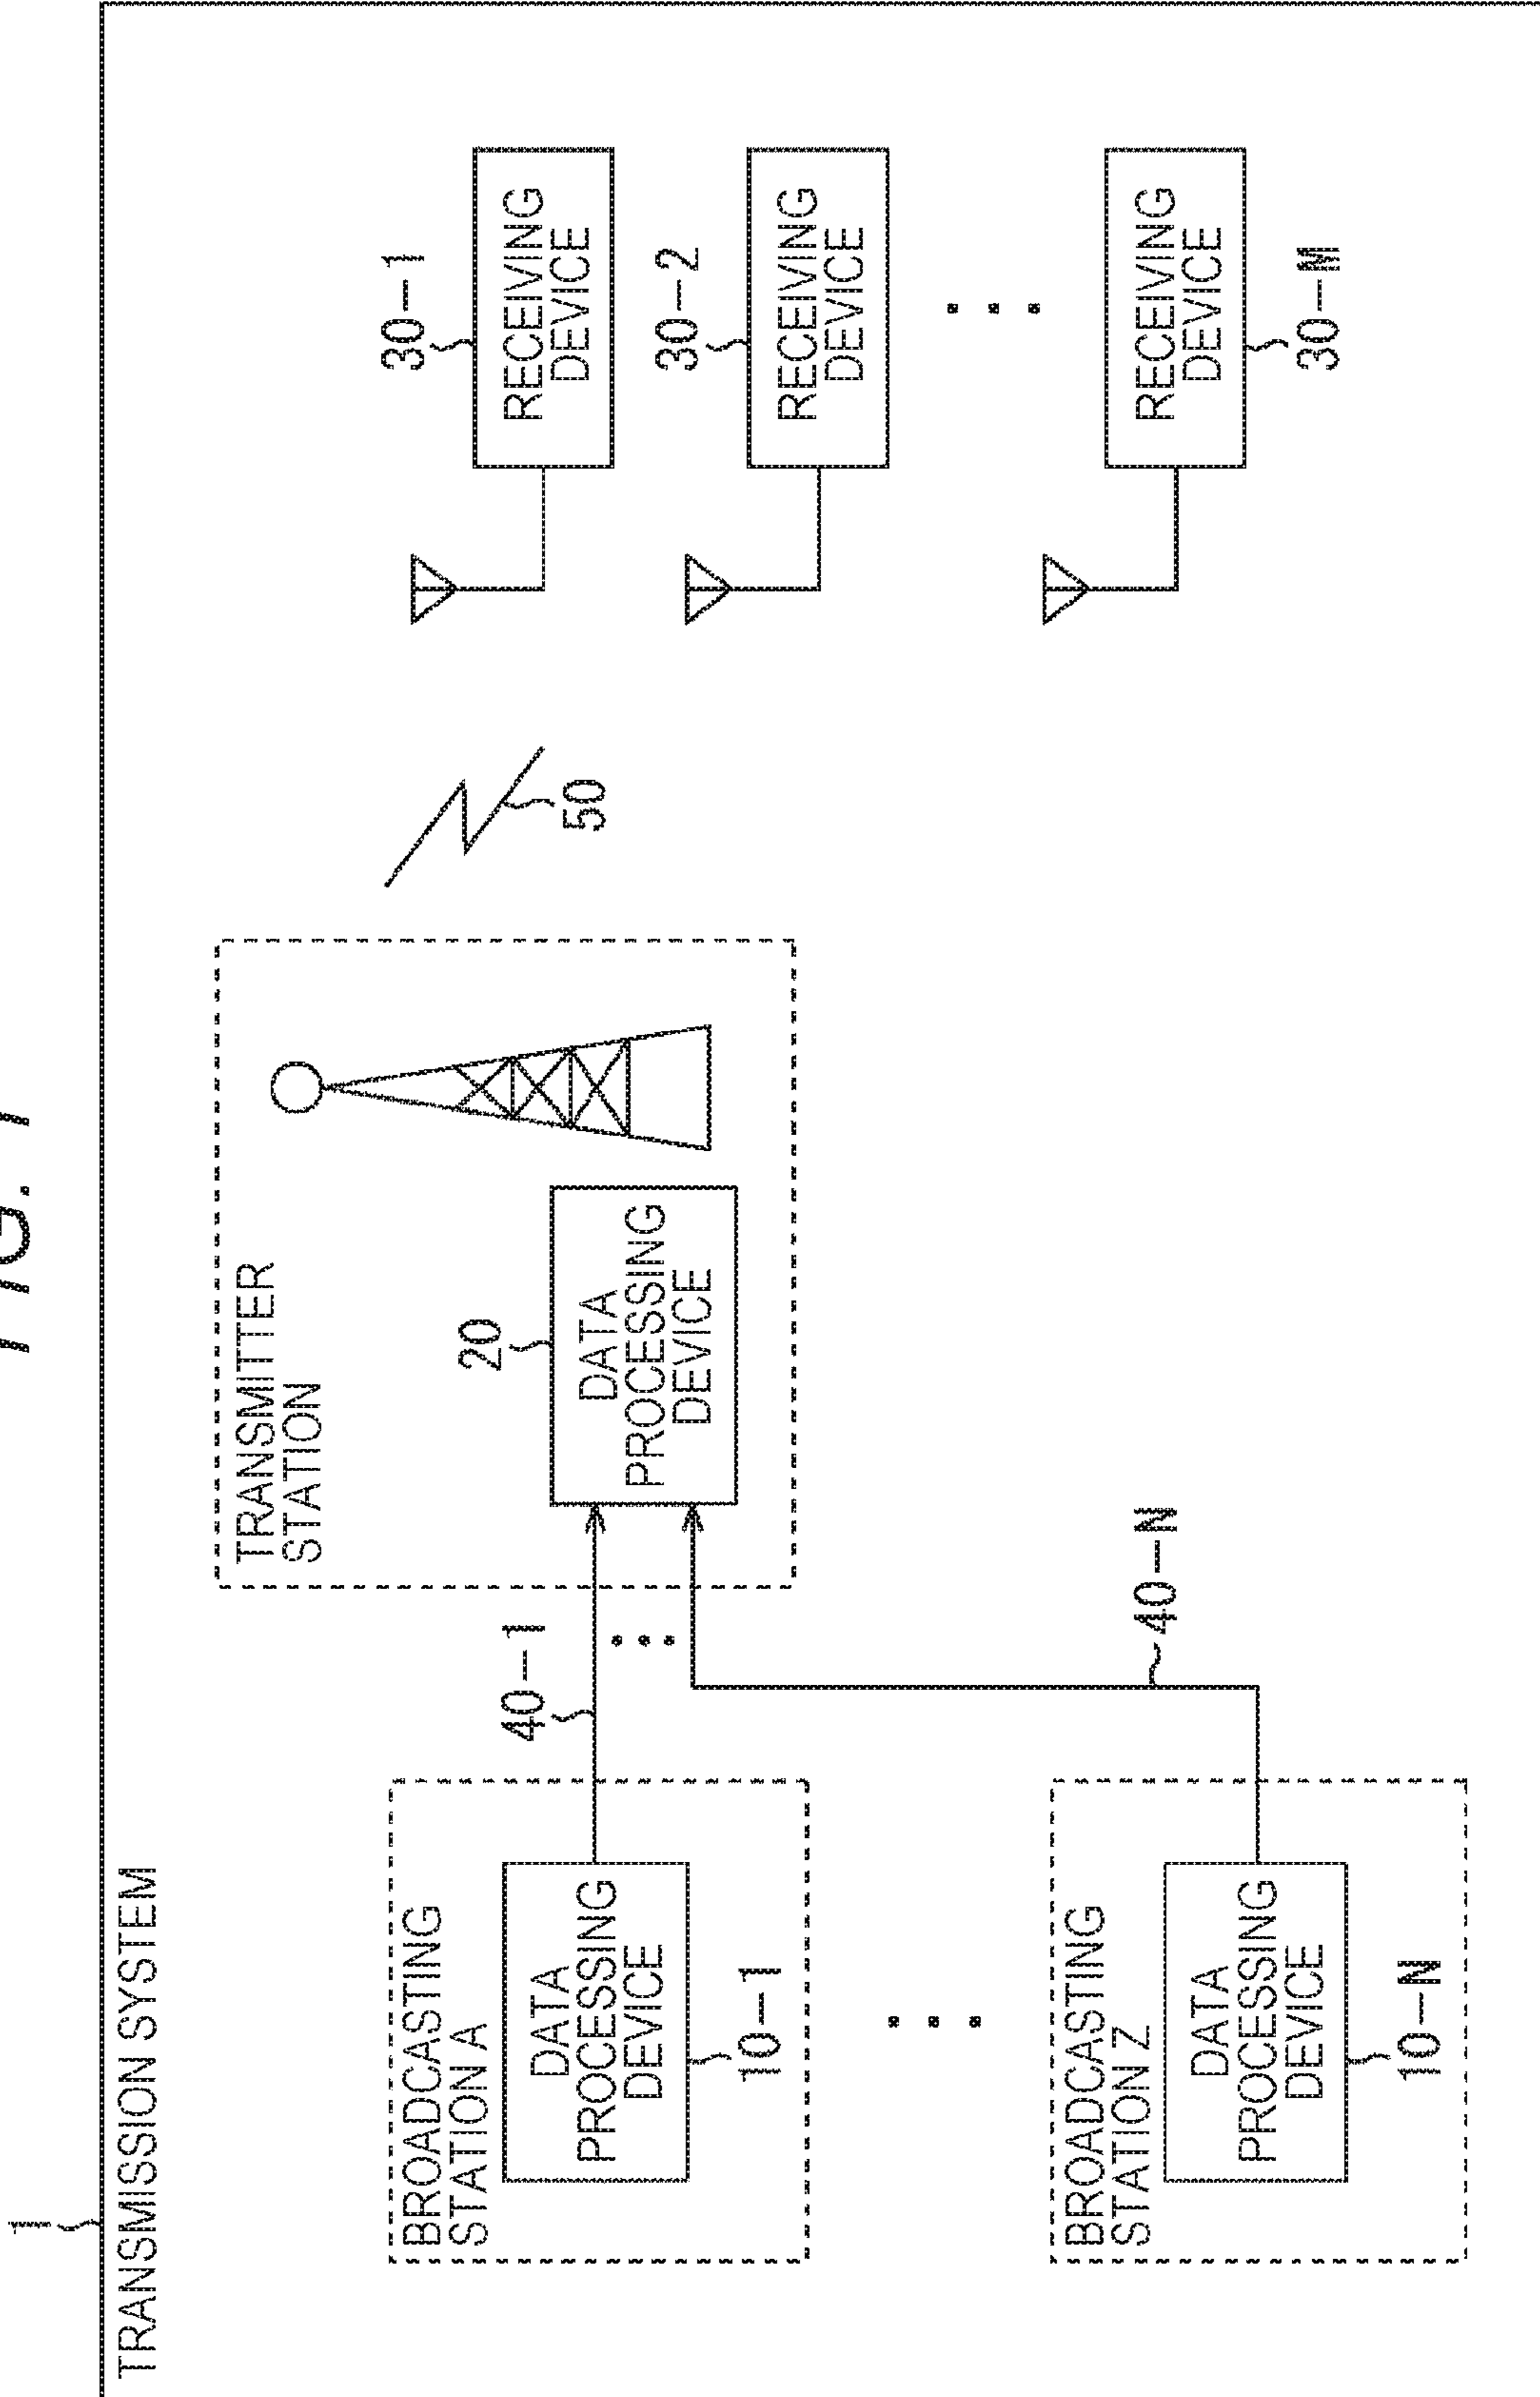 FIG. 1
1
TRANSMISSION SYSTEM
BROADCASTING
STATION A
DATA
PROCESSING
DEVICE
10-1
40-1
TRANSMITTER
STATION
20
DATA
PROCESSING
DEVICE
50
30-1
RECEIVING
DEVICE
30-2
RECEIVING
DEVICE
RECEIVING
DEVICE
30-M
40-N
BROADCASTING
STATION Z
DATA
PROCESSING
DEVICE
10-N